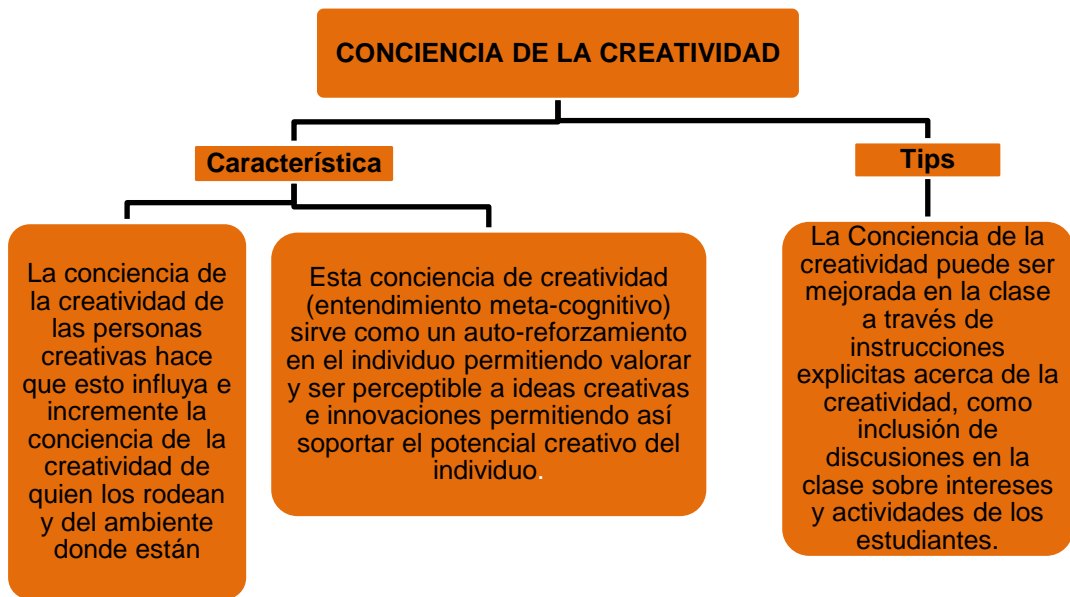 CONCIENCIA DE LA CREATIVIDAD
Característica
Tips
La conciencia de
la creatividad de
las personas
creativas hace
que esto influya e
incremente la
conciencia de  la
creatividad de
quien los rodean
y del ambiente
donde están
Esta conciencia de creatividad
(entendimiento meta-cognitivo)
sirve como un auto-reforzamiento
en el individuo permitiendo valorar
y ser perceptible a ideas creativas
e innovaciones permitiendo así
soportar el potencial creativo del
individuo.
La Conciencia de la
creatividad puede ser
mejorada en la clase
a través de
instrucciones
explicitas acerca de la
creatividad, como
inclusión de
discusiones en la
clase sobre intereses
y actividades de los
estudiantes.